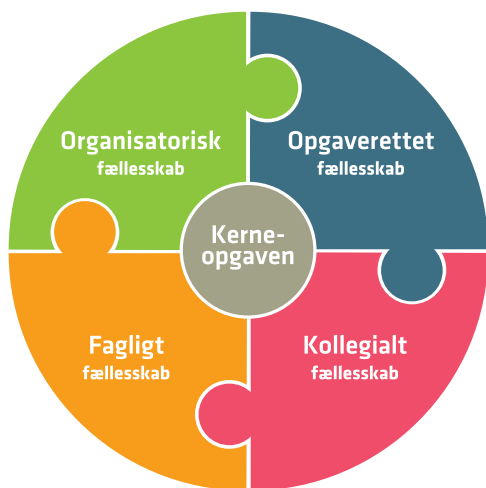 Organisatorisk
fællesskab
Opgaverettet
fællesskab
Kerne-
opgaven
Fagligt
fællesskab
Kollegialt
fællesskab